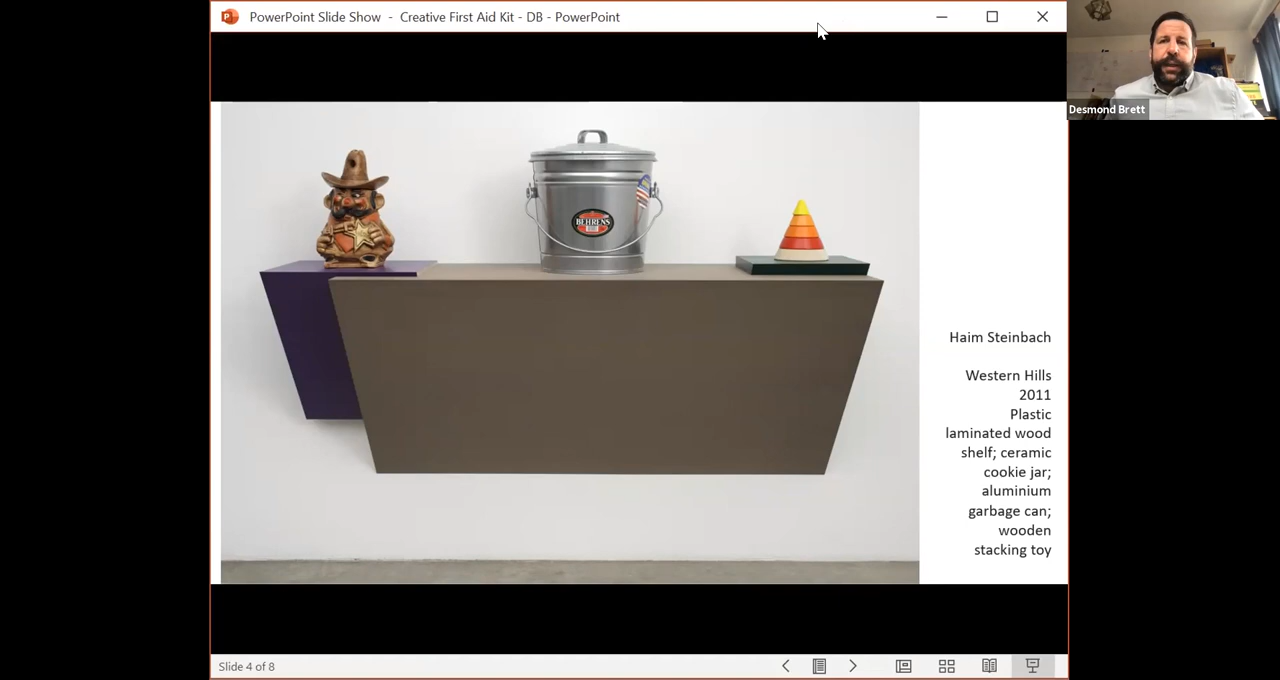 PowerPoint Slide Show - Creative First Aid Kit - DB - PowerPoint
Desmond Brett
BEHRENS
Haim Steinbach
Western Hills
2011
Plastic
laminated wood
shelf; ceramic
cookie jar;
aluminium
garbage can;
wooden
stacking toy
Slide 4 of 8